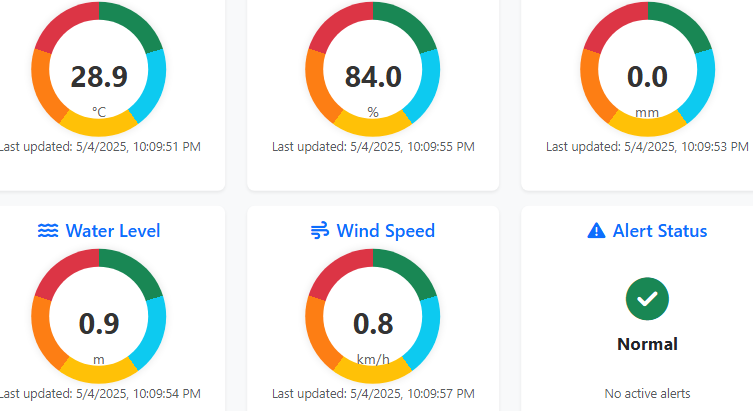 28.9
°C
Last updated: 5/4/2025, 10:09:51 PM
84.0
%
Last updated: 5/4/2025, 10:09:55 PM
0.0
mm
Last updated: 5/4/2025, 10:09:53 PM
Water Level
0.9
m
Last updated: 5/4/2025, 10:09:54 PM
Wind Speed
0.8
km/h
Last updated: 5/4/2025, 10:09:57 PM
Alert Status
Normal
No active alerts